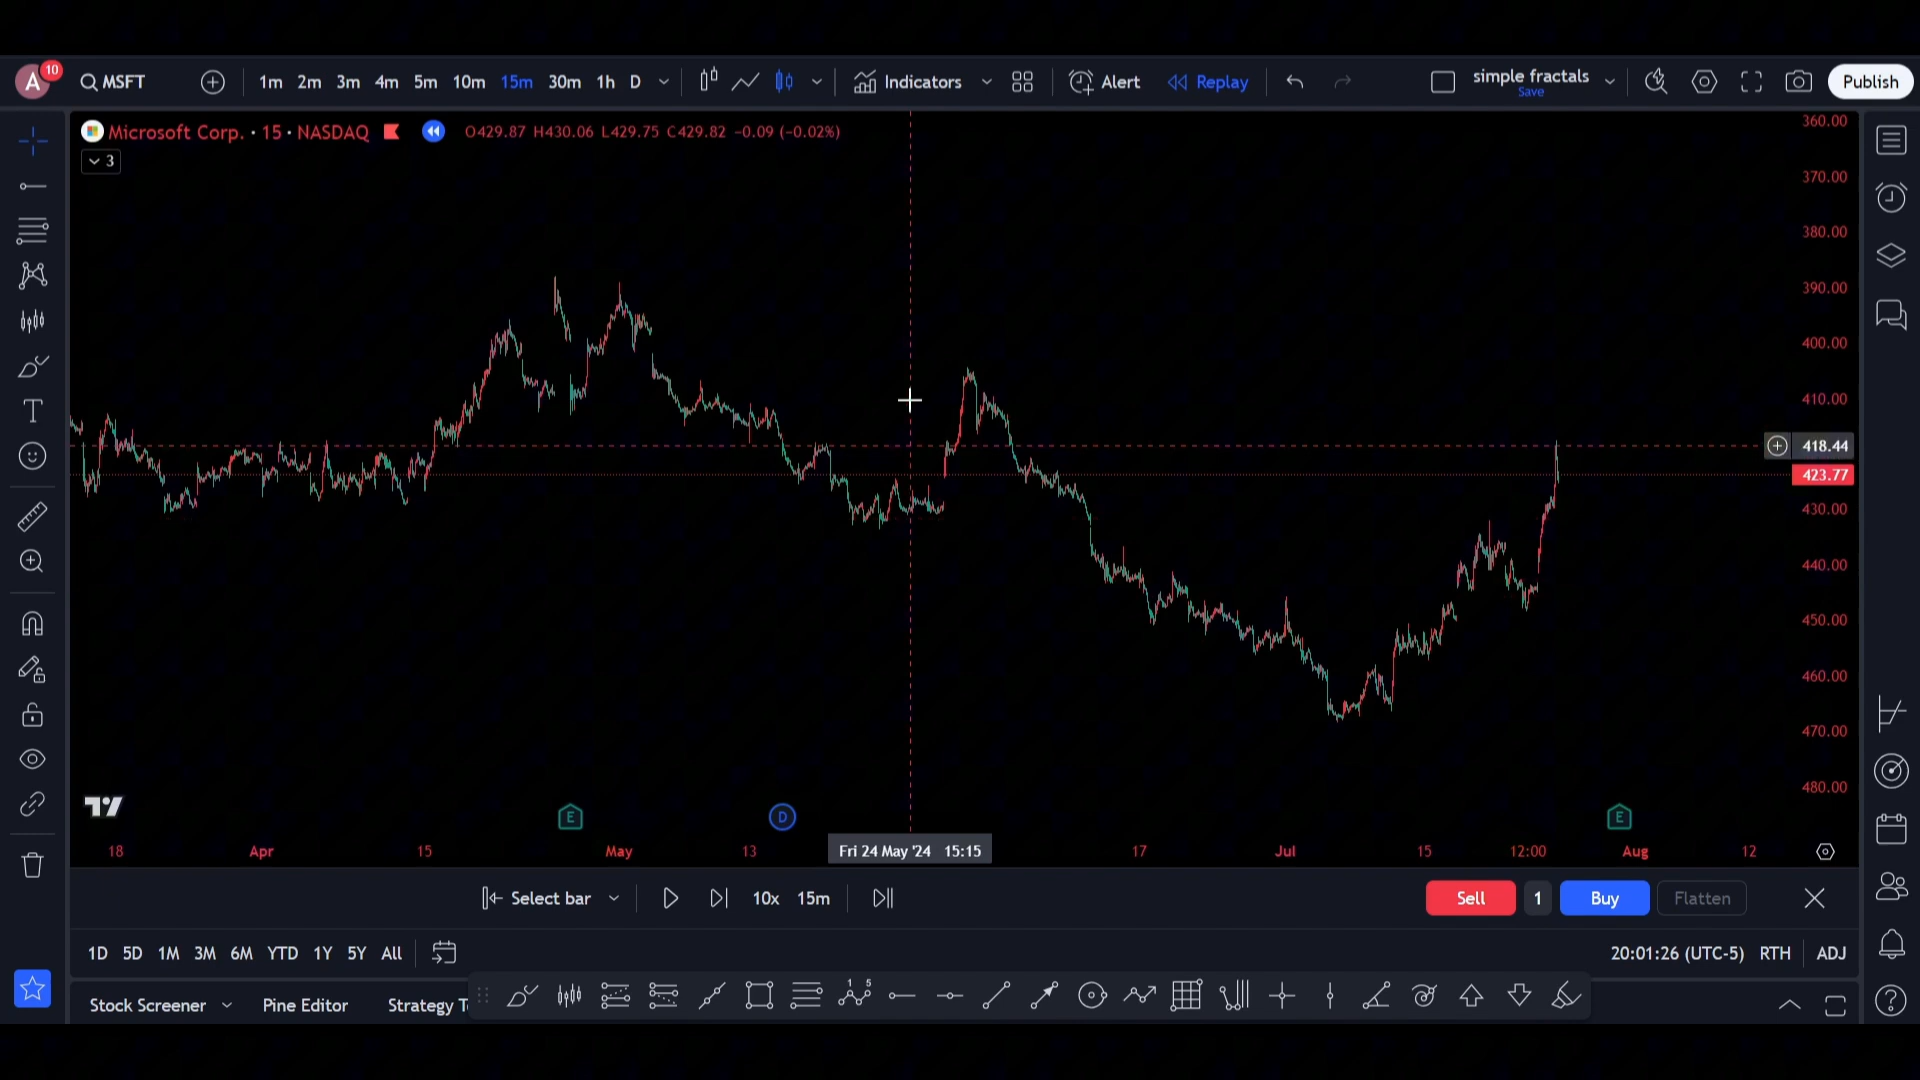 A 10 MSFT 1m 2m 3m 4m 5m 10m 15m 30m 1h D Indicators Alert Replay simple fractals Save Publish
Microsoft Corp. · 15 · NASDAQ O429.87 H430.06 L429.75 C429.82 −0.09 (−0.02%)
3
360.00
370.00
380.00
390.00
400.00
410.00
418.44
423.77
430.00
440.00
450.00
460.00
470.00
480.00
E D E
18 Apr 15 May 13 Fri 24 May '24 15:15 17 Jul 15 12:00 Aug 12
Select bar 10x 15m Sell 1 Buy Flatten
1D 5D 1M 3M 6M YTD 1Y 5Y All 20:01:26 (UTC-5) RTH ADJ
Stock Screener Pine Editor Strategy